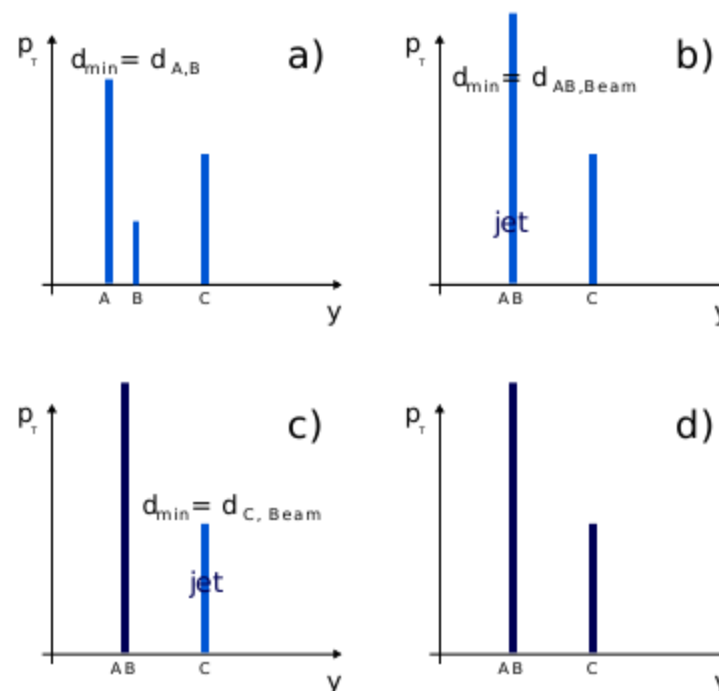 a)
p_T
d_min = d_A,B
A B C
y
b)
p_T
d_min = d_AB,Beam
jet
AB C
y
c)
p_T
d_min = d_C, Beam
jet
AB C
y
d)
p_T
AB C
y